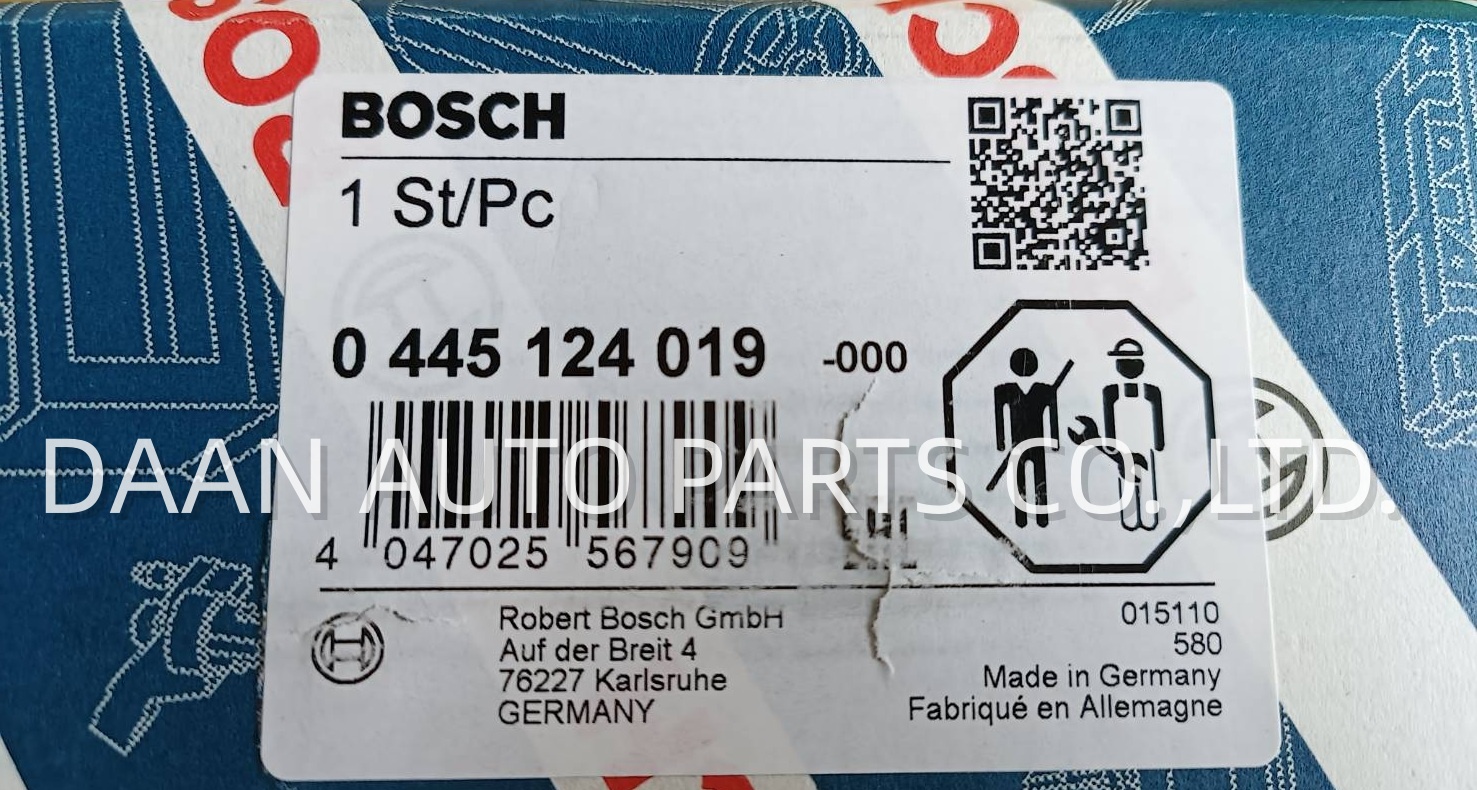 BOSCH
1 St/Pc
0 445 124 019 -000
DAAN AUTO PARTS CO.,LTD.
4 047025 567909
EAC
Robert Bosch GmbH
Auf der Breit 4
76227 Karlsruhe
GERMANY
015110
580
Made in Germany
Fabriqué en Allemagne